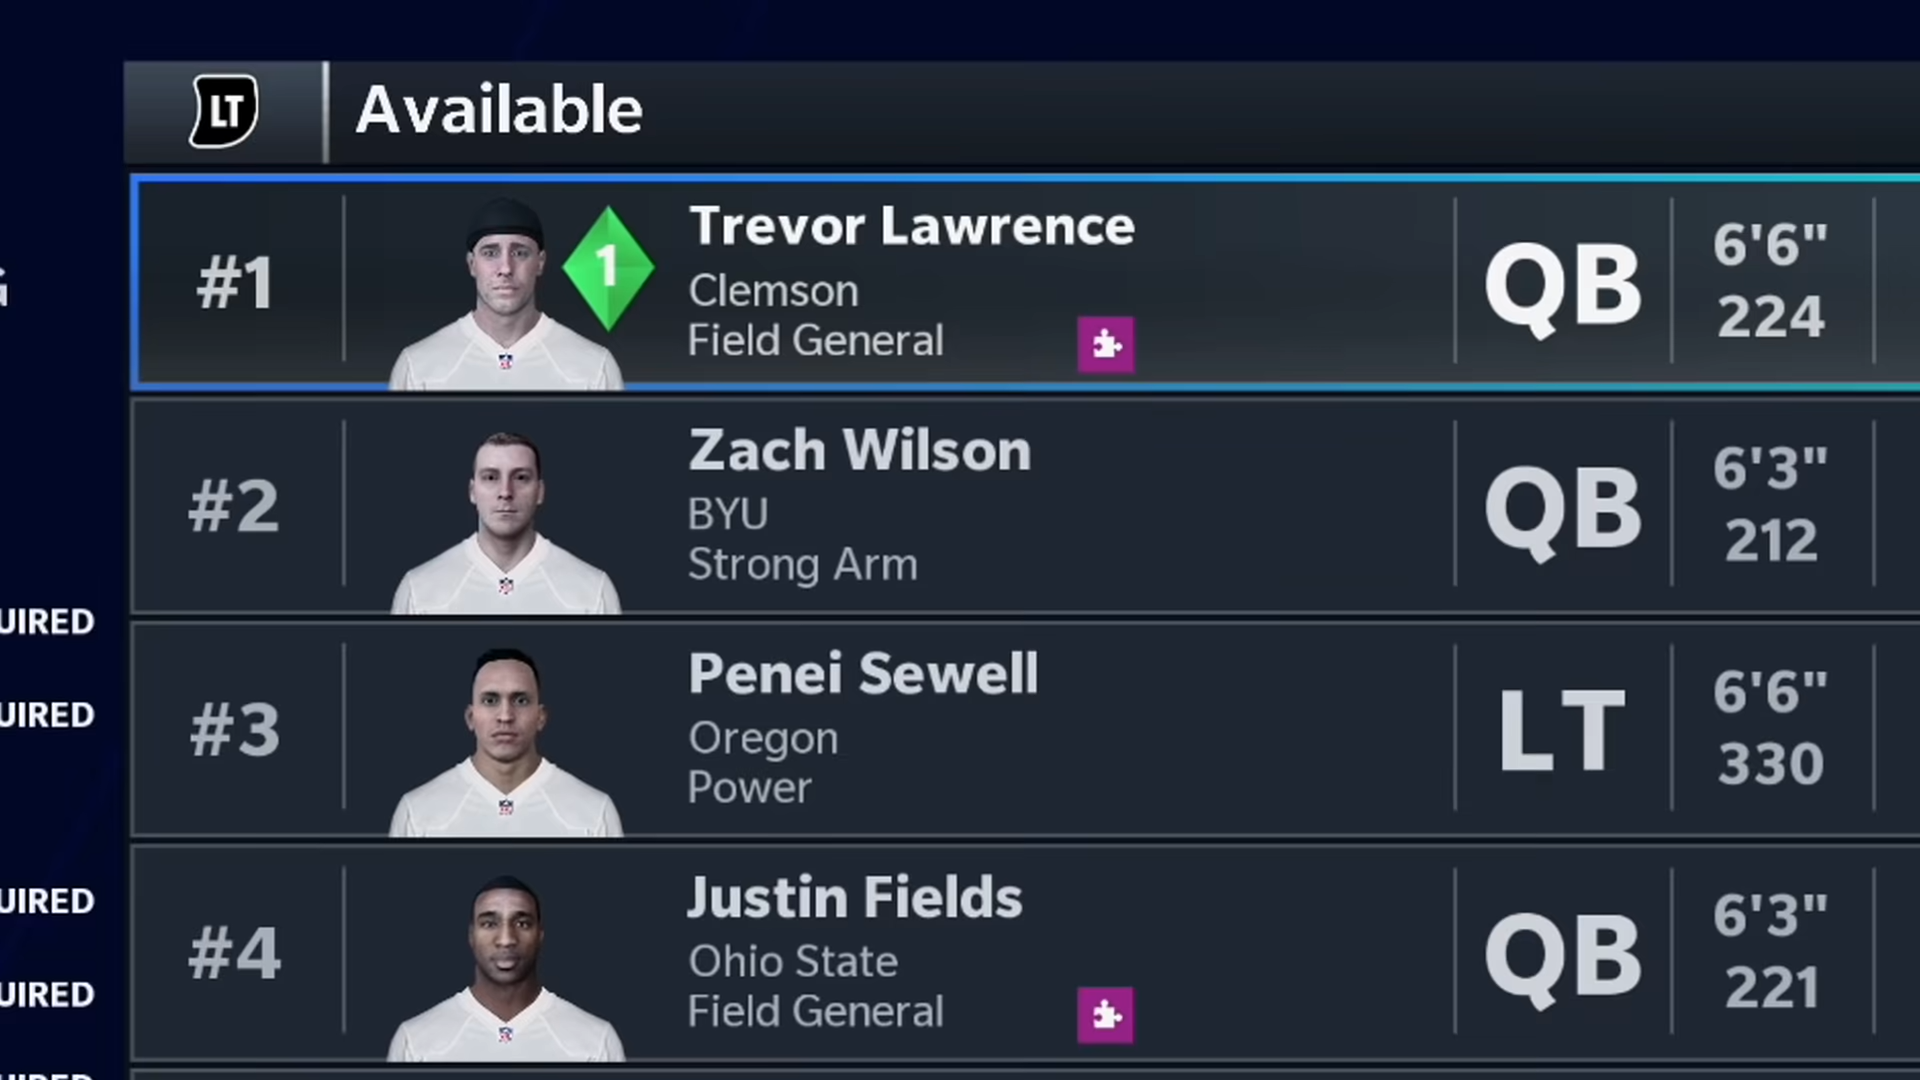 LT Available
#1
1
Trevor Lawrence
Clemson
Field General
QB
6'6"
224
#2
Zach Wilson
BYU
Strong Arm
QB
6'3"
212
#3
Penei Sewell
Oregon
Power
LT
6'6"
330
#4
Justin Fields
Ohio State
Field General
QB
6'3"
221
G
UIRED
UIRED
UIRED
UIRED
UIRED